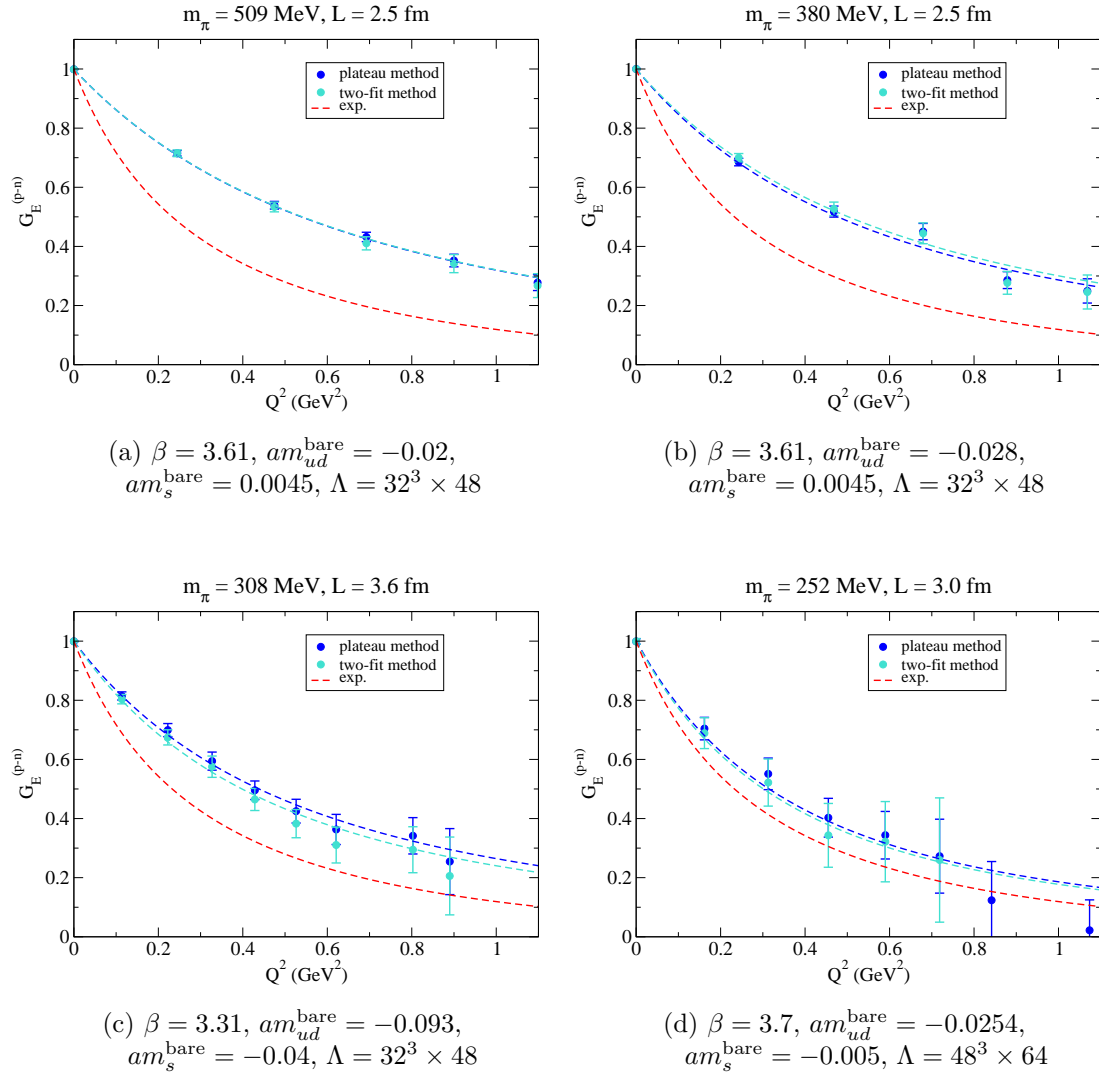 m_π = 509 MeV, L = 2.5 fm
plateau method
two-fit method
exp.
G_E^(p-n)
1
0.8
0.6
0.4
0.2
0
0 0.2 0.4 0.6 0.8 1
Q^2 (GeV^2)
(a) β = 3.61, am_{ud}^{bare} = −0.02,
am_s^{bare} = 0.0045, Λ = 32^3 × 48
m_π = 380 MeV, L = 2.5 fm
plateau method
two-fit method
exp.
G_E^(p-n)
1
0.8
0.6
0.4
0.2
0
0 0.2 0.4 0.6 0.8 1
Q^2 (GeV^2)
(b) β = 3.61, am_{ud}^{bare} = −0.028,
am_s^{bare} = 0.0045, Λ = 32^3 × 48
m_π = 308 MeV, L = 3.6 fm
plateau method
two-fit method
exp.
G_E^(p-n)
1
0.8
0.6
0.4
0.2
0
0 0.2 0.4 0.6 0.8 1
Q^2 (GeV^2)
(c) β = 3.31, am_{ud}^{bare} = −0.093,
am_s^{bare} = −0.04, Λ = 32^3 × 48
m_π = 252 MeV, L = 3.0 fm
plateau method
two-fit method
exp.
G_E^(p-n)
1
0.8
0.6
0.4
0.2
0
0 0.2 0.4 0.6 0.8 1
Q^2 (GeV^2)
(d) β = 3.7, am_{ud}^{bare} = −0.0254,
am_s^{bare} = −0.005, Λ = 48^3 × 64